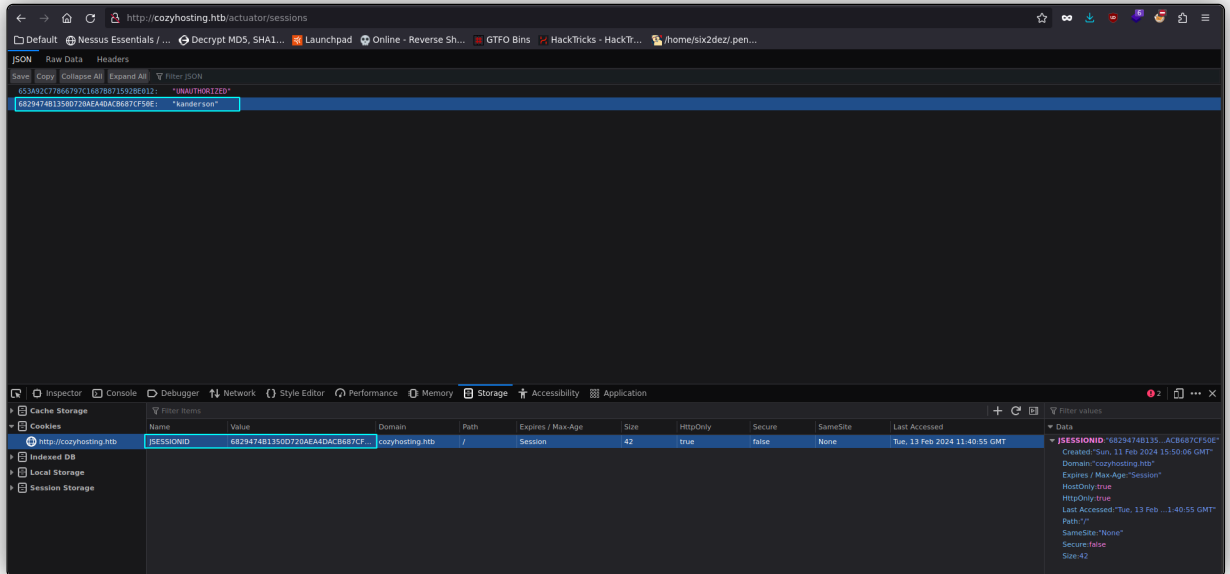 http://cozyhosting.htb/actuator/sessions
6
Default Nessus Essentials / ... Decrypt MD5, SHA1... Launchpad Online - Reverse Sh... GTFO Bins HackTricks - HackTr... /home/six2dez/.pen...
JSON Raw Data Headers
Save Copy Collapse All Expand All Filter JSON
653A92C77866797C1687B871592BE012: "UNAUTHORIZED"
6829474B1350D720AEA4DACB687CF50E: "kanderson"
Inspector Console Debugger Network Style Editor Performance Memory Storage Accessibility Application 2
Cache Storage Filter Items Filter values
Cookies Name Value Domain Path Expires / Max-Age Size HttpOnly Secure SameSite Last Accessed Data
http://cozyhosting.htb JSESSIONID 6829474B1350D720AEA4DACB687CF... cozyhosting.htb / Session 42 true false None Tue, 13 Feb 2024 11:40:55 GMT JSESSIONID:"6829474B135...ACB687CF50E"
Indexed DB Created:"Sun, 11 Feb 2024 15:50:06 GMT"
Local Storage Domain:"cozyhosting.htb"
Session Storage Expires / Max-Age:"Session"
HostOnly:true
HttpOnly:true
Last Accessed:"Tue, 13 Feb ...1:40:55 GMT"
Path:"/"
SameSite:"None"
Secure:false
Size:42